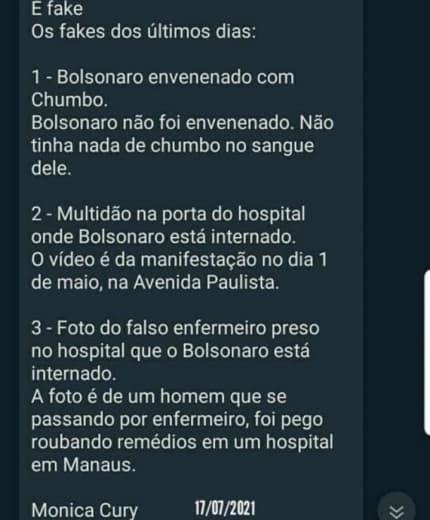 É fake
Os fakes dos últimos dias:
1 - Bolsonaro envenenado com
Chumbo.
Bolsonaro não foi envenenado. Não
tinha nada de chumbo no sangue
dele.
2 - Multidão na porta do hospital
onde Bolsonaro está internado.
O vídeo é da manifestação no dia 1
de maio, na Avenida Paulista.
3 - Foto do falso enfermeiro preso
no hospital que o Bolsonaro está
internado.
A foto é de um homem que se
passando por enfermeiro, foi pego
roubando remédios em um hospital
em Manaus.
Monica Cury 17/07/2021